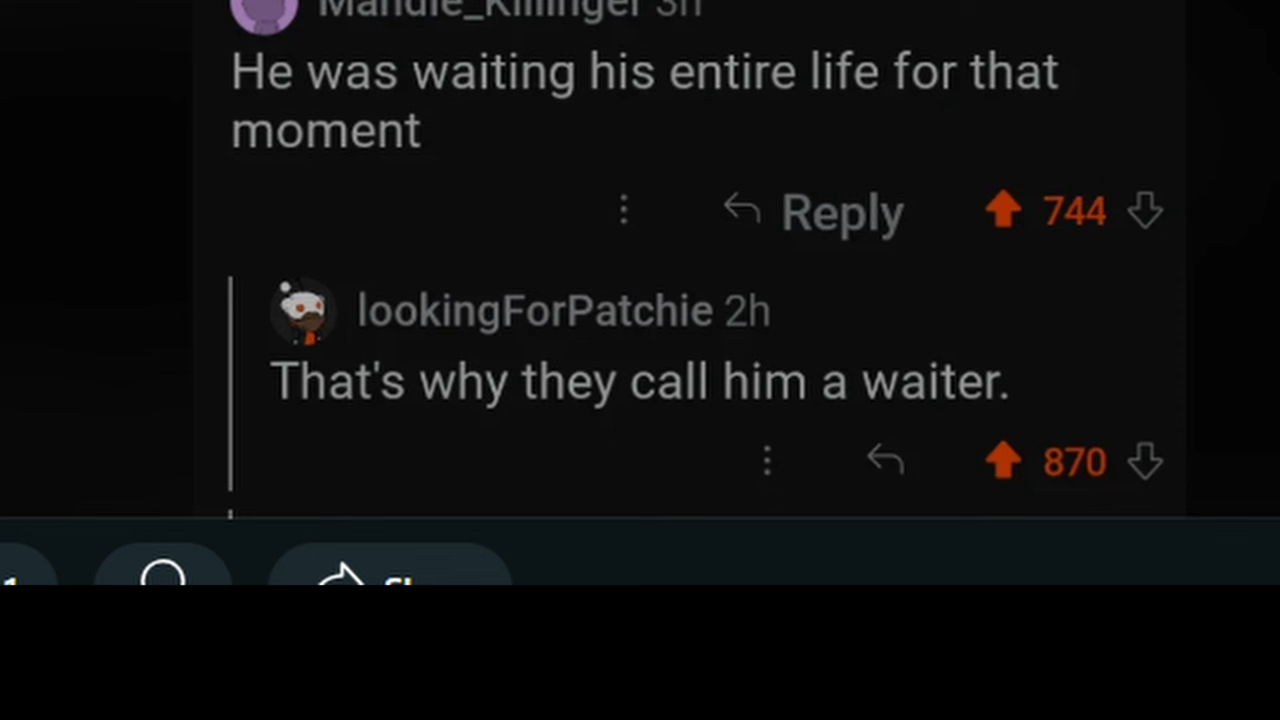 Mandie_Killinger 3h
He was waiting his entire life for that
moment
Reply 744
lookingForPatchie 2h
That's why they call him a waiter.
870